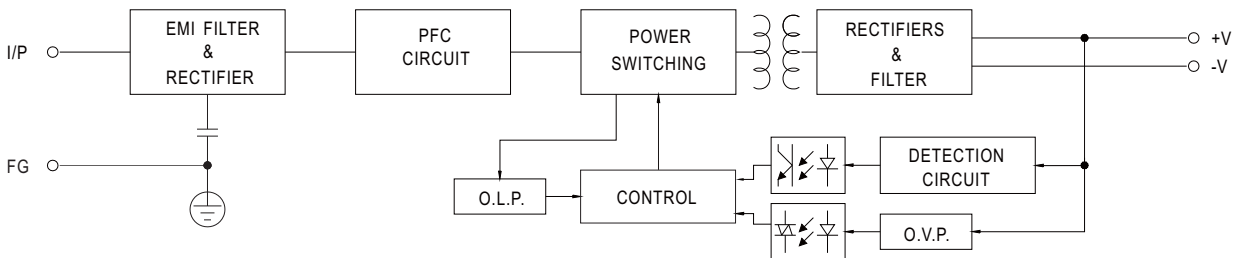 EMI FILTER
&
RECTIFIER
PFC
CIRCUIT
POWER
SWITCHING
RECTIFIERS
&
FILTER
I/P
+V
-V
FG
DETECTION
CIRCUIT
O.L.P.
CONTROL
O.V.P.